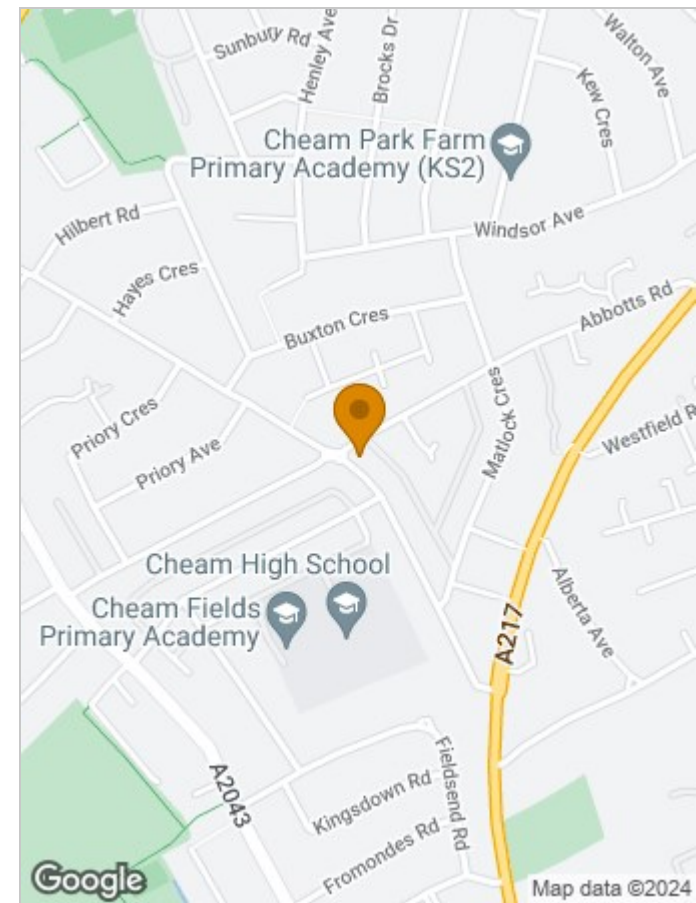 Sunbury Rd
Henley Ave
Brocks Dr
Walton Ave
Kew Cres
Cheam Park Farm
Primary Academy (KS2)
Hilbert Rd
Windsor Ave
Hayes Cres
Buxton Cres
Abbotts Rd
Priory Cres
Priory Ave
Matlock Cres
Westfield R
Cheam High School
Cheam Fields
Primary Academy
A217
Alberta Ave
A2043
Kingsdown Rd
Fieldsend Rd
Fromondes Rd
Google
Map data ©2024